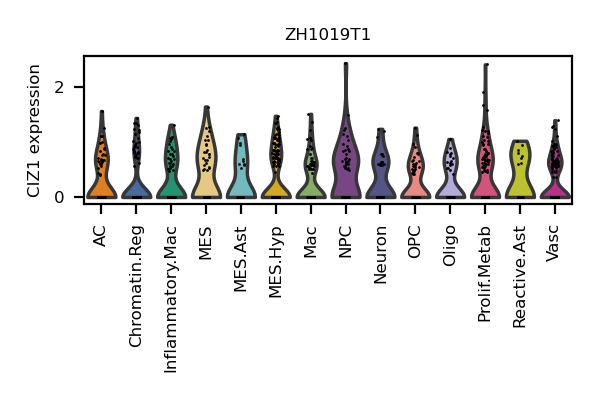 ZH1019T1
CIZ1 expression
2
0
AC
Chromatin.Reg
Inflammatory.Mac
MES
MES.Ast
MES.Hyp
Mac
NPC
Neuron
OPC
Oligo
Prolif.Metab
Reactive.Ast
Vasc